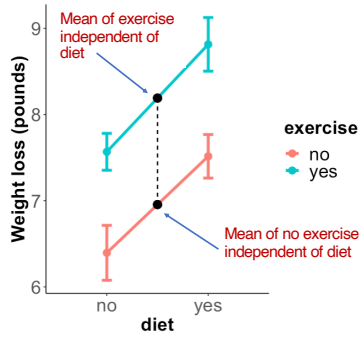 Mean of exercise
independent of
diet
Weight loss (pounds)
9
8
7
6
no
yes
diet
exercise
no
yes
Mean of no exercise
independent of diet